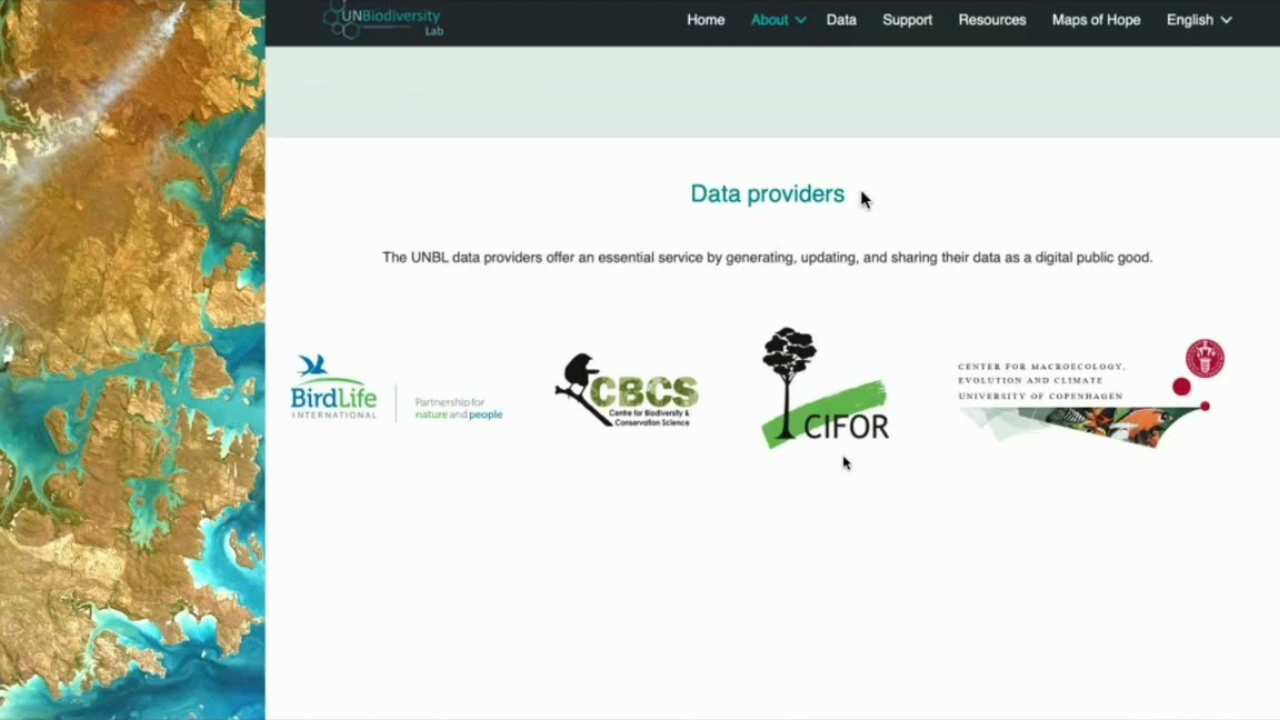 UNBiodiversity
Lab
Home About Data Support Resources Maps of Hope English
Data providers
The UNBL data providers offer an essential service by generating, updating, and sharing their data as a digital public good.
BirdLife
INTERNATIONAL
Partnership for
nature and people
CBCS
Centre for Biodiversity &
Conservation Science
CIFOR
CENTER FOR MACROECOLOGY,
EVOLUTION AND CLIMATE
UNIVERSITY OF COPENHAGEN